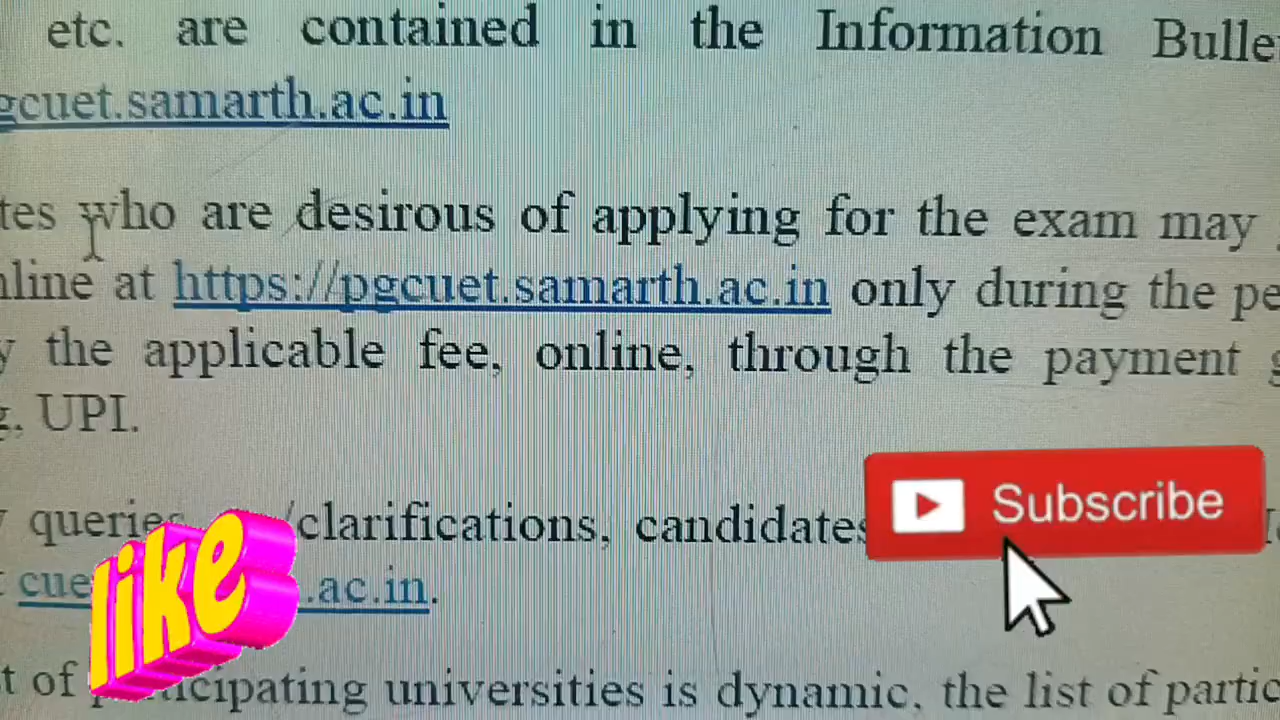 etc. are contained in the Information Bulle
gcuet.samarth.ac.in
tes who are desirous of applying for the exam may
nline at https://pgcuet.samarth.ac.in only during the pe
y the applicable fee, online, through the payment g
g, UPI.
y queries /clarifications, candidates
cue .ac.in.
t of participating universities is dynamic, the list of partic
like
Subscribe